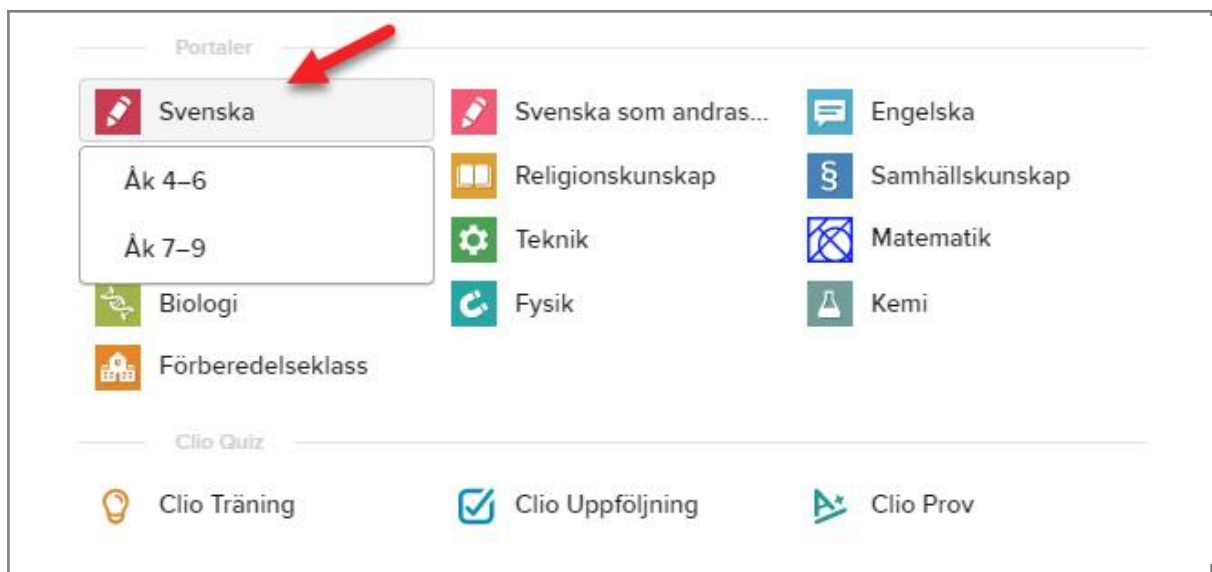 Portaler
Svenska
Svenska som andras...
Engelska
Åk 4–6
Religionskunskap
Samhällskunskap
Åk 7–9
Teknik
Matematik
Biologi
Fysik
Kemi
Förberedelseklass
Clio Quiz
Clio Träning
Clio Uppföljning
Clio Prov